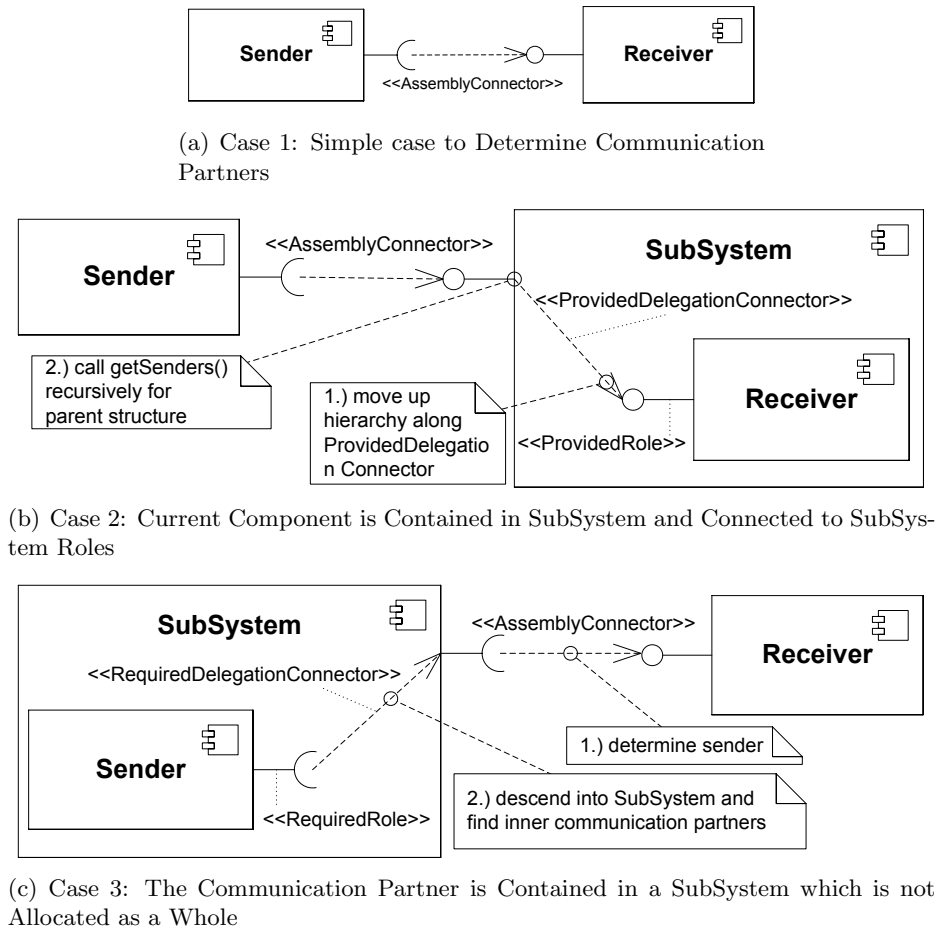 Sender
<<AssemblyConnector>>
Receiver
(a) Case 1: Simple case to Determine Communication
Partners
Sender
<<AssemblyConnector>>
SubSystem
<<ProvidedDelegationConnector>>
2.) call getSenders()
recursively for
parent structure
1.) move up
hierarchy along
ProvidedDelegatio
n Connector
Receiver
<<ProvidedRole>>
(b) Case 2: Current Component is Contained in SubSystem and Connected to SubSys-
tem Roles
SubSystem
<<RequiredDelegationConnector>>
Sender
<<RequiredRole>>
<<AssemblyConnector>>
Receiver
1.) determine sender
2.) descend into SubSystem and
find inner communication partners
(c) Case 3: The Communication Partner is Contained in a SubSystem which is not
Allocated as a Whole